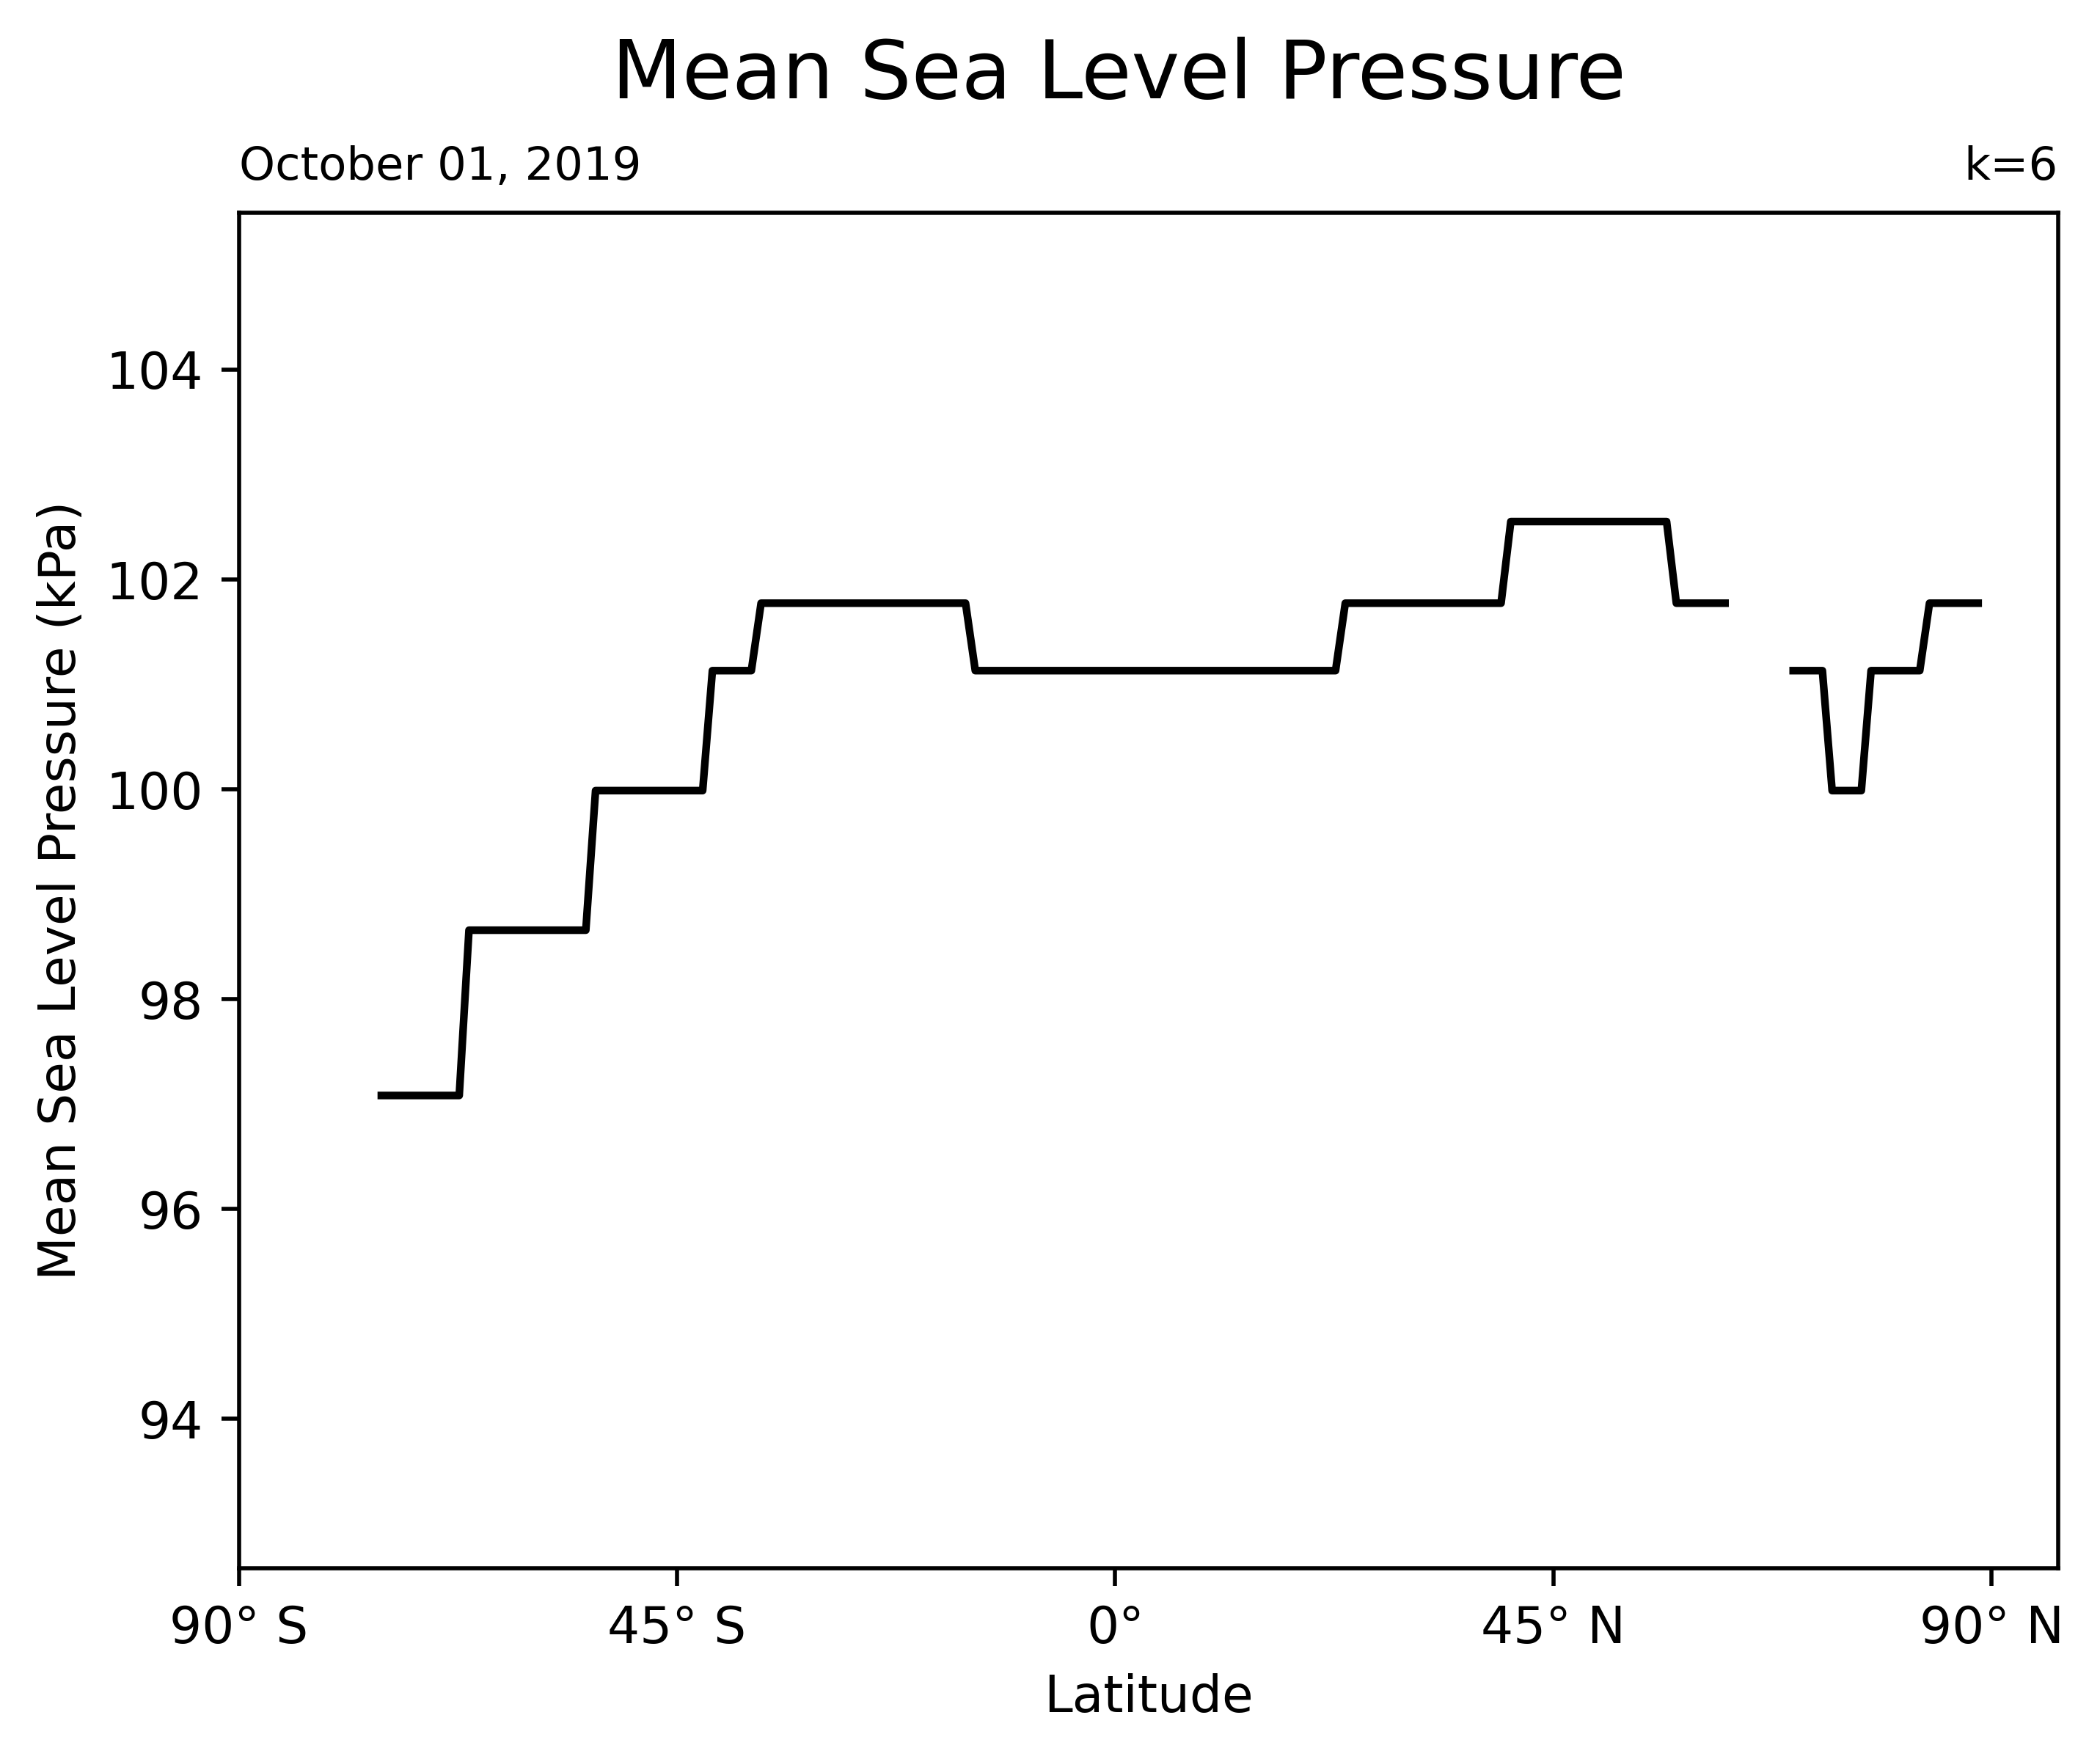 Mean Sea Level Pressure
October 01, 2019
k=6
Mean Sea Level Pressure (kPa)
104
102
100
98
96
94
90° S
45° S
0°
45° N
90° N
Latitude